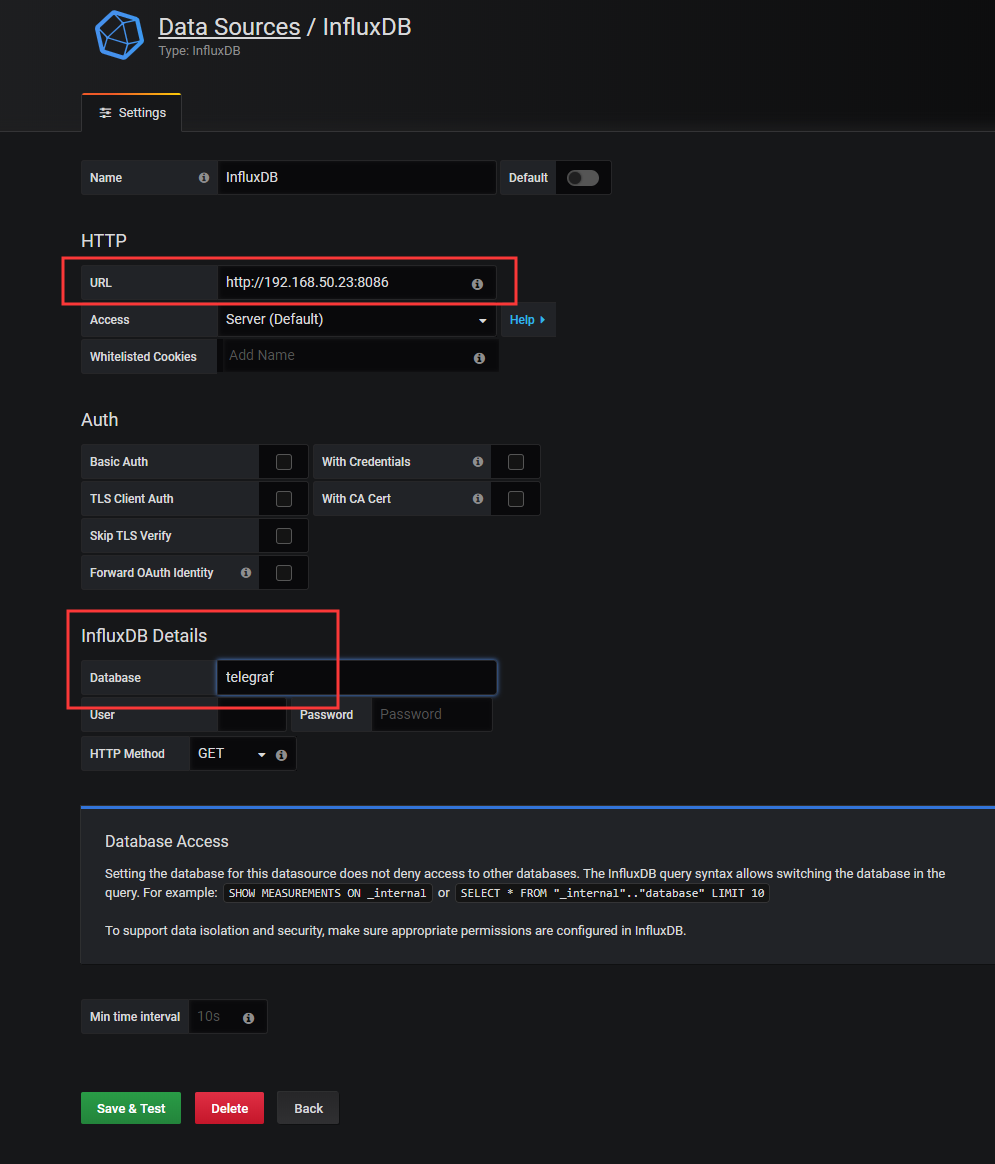 Data Sources / InfluxDB
Type: InfluxDB
Settings
Name InfluxDB Default
HTTP
URL http://192.168.50.23:8086
Access Server (Default) Help
Whitelisted Cookies Add Name
Auth
Basic Auth With Credentials
TLS Client Auth With CA Cert
Skip TLS Verify
Forward OAuth Identity
InfluxDB Details
Database telegraf
User Password Password
HTTP Method GET
Database Access
Setting the database for this datasource does not deny access to other databases. The InfluxDB query syntax allows switching the database in the
query. For example: SHOW MEASUREMENTS ON _internal or SELECT * FROM "_internal".."database" LIMIT 10
To support data isolation and security, make sure appropriate permissions are configured in InfluxDB.
Min time interval 10s
Save & Test Delete Back